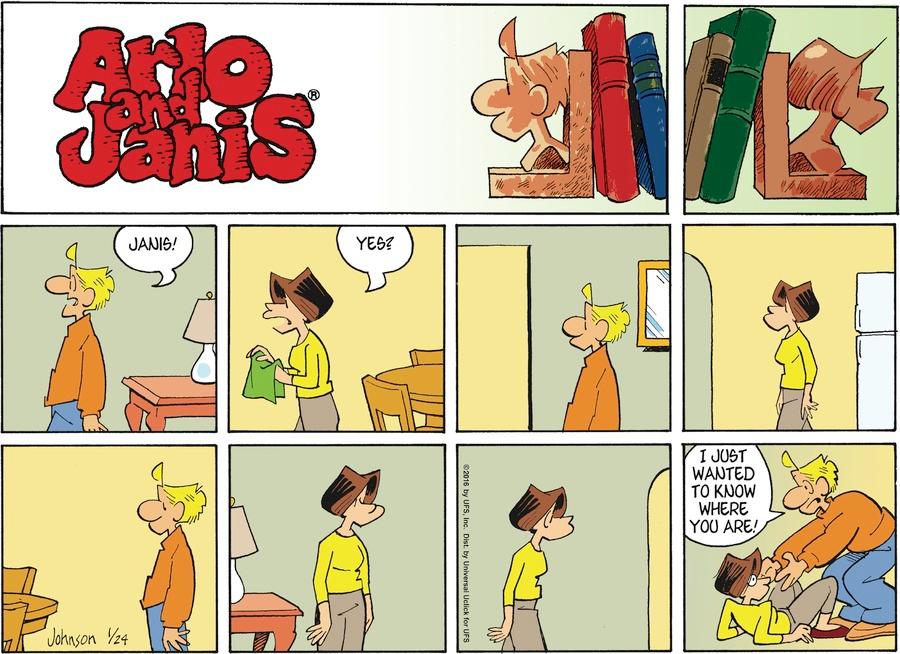 Arlo
and
Janis®
JANIS!
YES?
Johnson 1/24
©2016 by UFS, Inc. Dist. by Universal Uclick for UFS
I JUST
WANTED
TO KNOW
WHERE
YOU ARE!